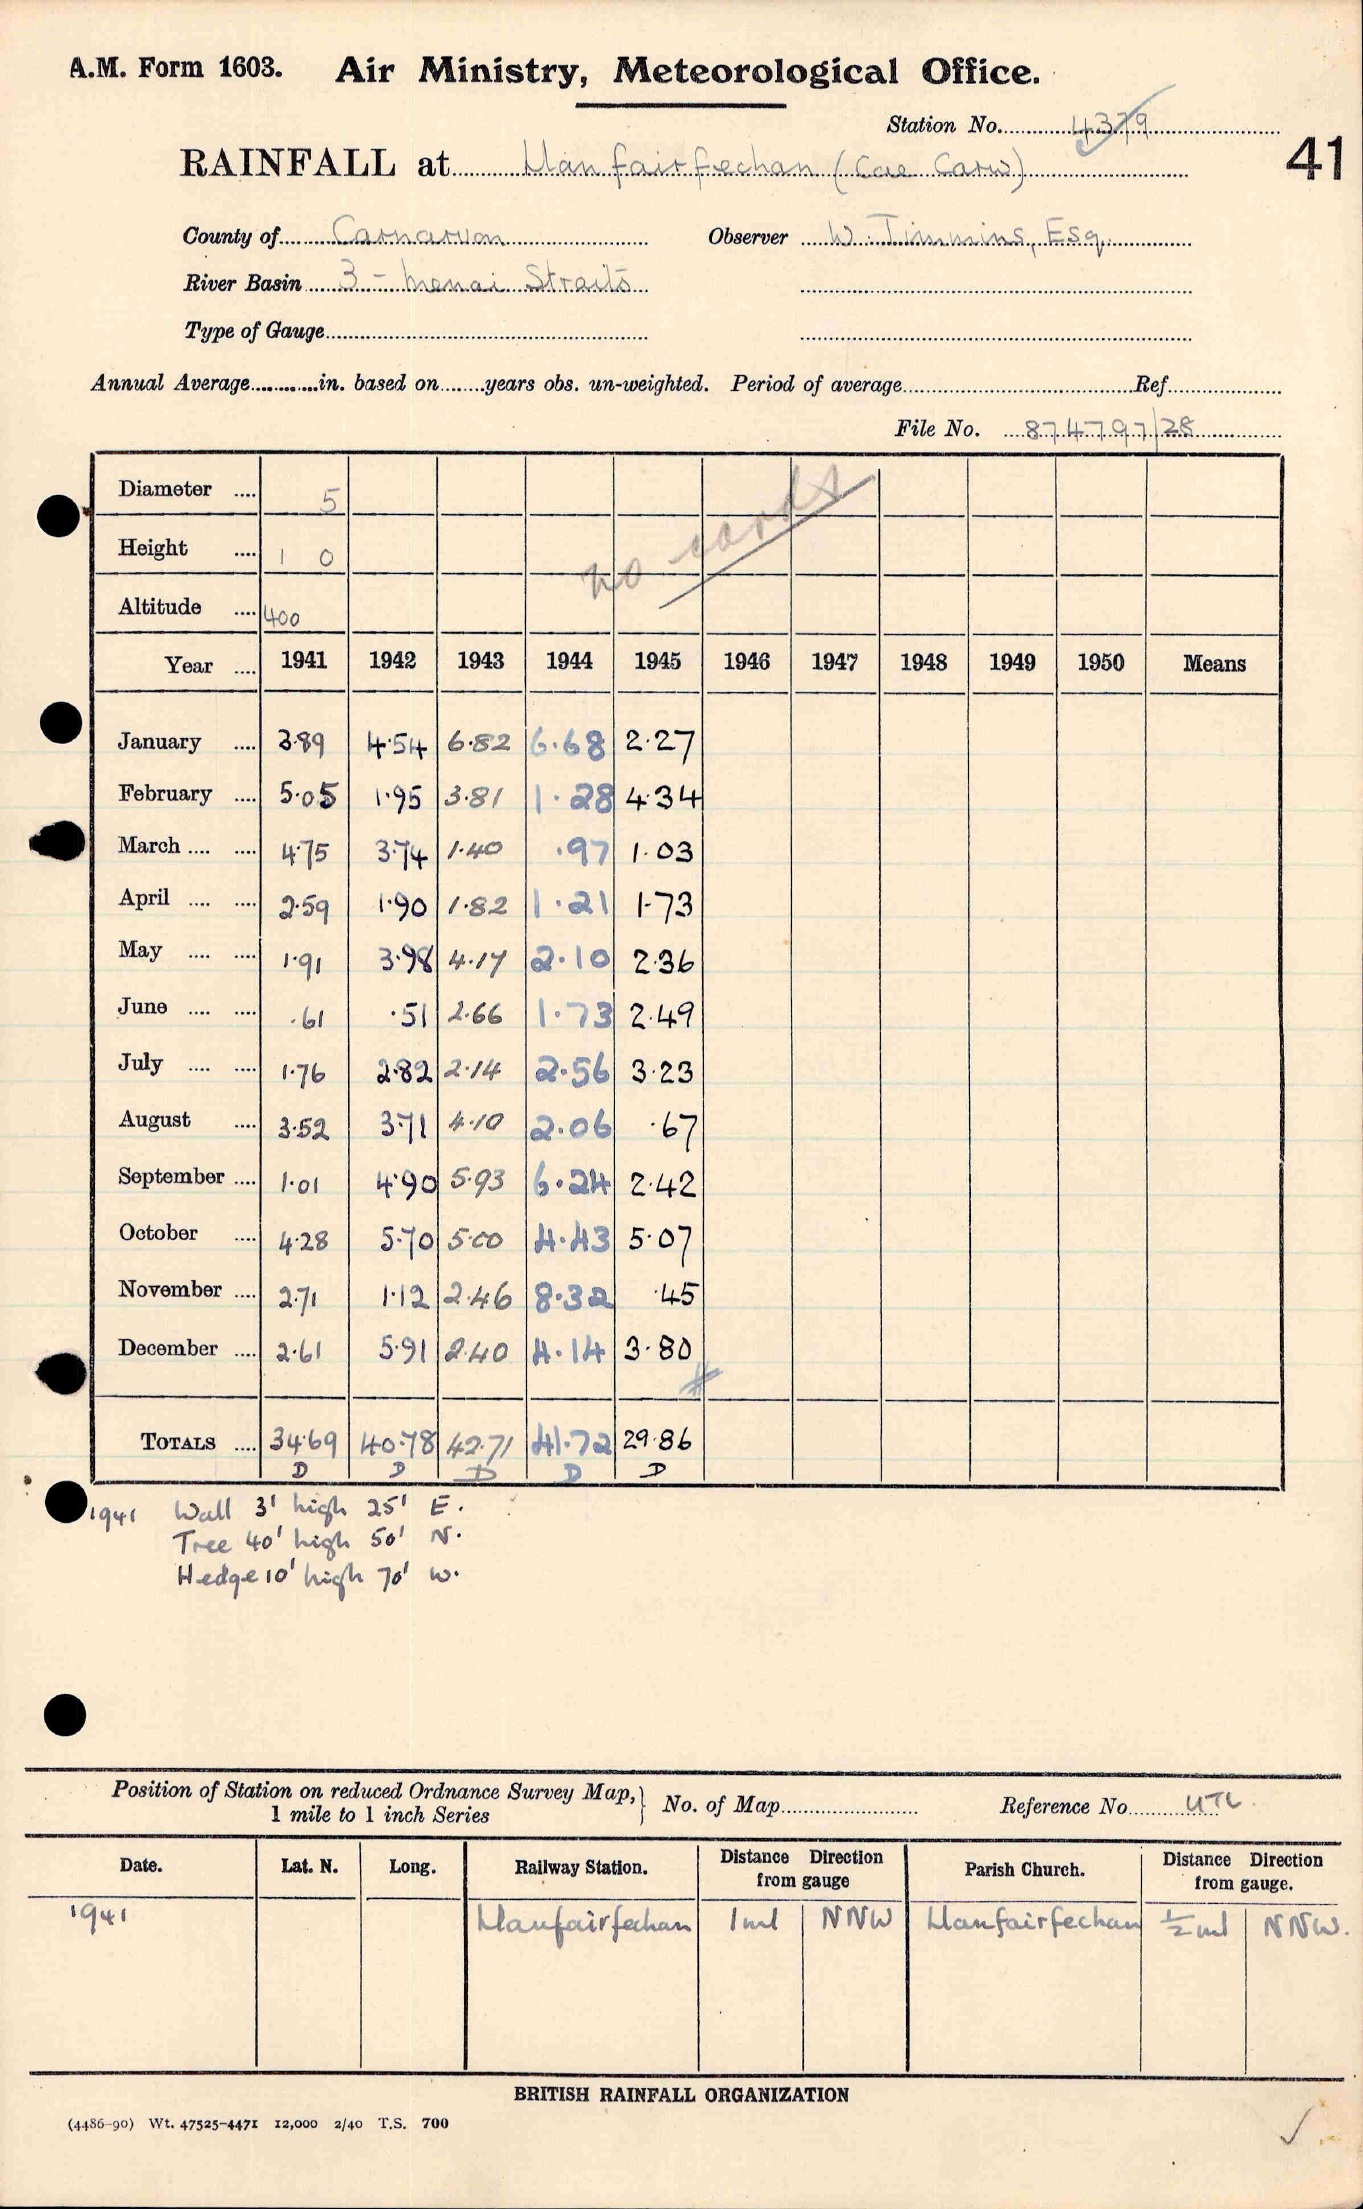 A.M. Form 1603. Air Ministry, Meteorological Office.
Station No. 4379
41
RAINFALL at Llanfairfechan (Cae Carw)
County of Carnarvon Observer W. Timmins, Esq.
River Basin 3 - Menai Straits
Type of Gauge
Annual Average in. based on years obs. un-weighted. Period of average Ref
File No. 874797/28
no cards
Diameter .... 5
Height .... 1 0
Altitude .... 400
Year .... 1941 1942 1943 1944 1945 1946 1947 1948 1949 1950 Means
January .... 3.89 4.54 6.82 6.68 2.27
February .... 5.05 1.95 3.81 1.28 4.34
March .... .... 4.75 3.74 1.40 .97 1.03
April .... .... 2.59 1.90 1.82 1.21 1.73
May .... .... 1.91 3.98 4.17 2.10 2.36
June .... .... .61 .51 2.66 1.73 2.49
July .... .... 1.76 2.82 2.14 2.56 3.23
August .... 3.52 3.71 4.10 2.06 .67
September .... 1.01 4.90 5.93 6.24 2.42
October .... 4.28 5.70 5.00 4.43 5.07
November .... 2.71 1.12 2.46 8.32 .45
December .... 2.61 5.91 2.40 4.14 3.80
TOTALS .... 34.69 40.78 42.71 41.72 29.86
D D D D D
1941 Wall 3' high 25' E.
Tree 40' high 50' N.
Hedge 10' high 70' W.
Position of Station on reduced Ordnance Survey Map, } No. of Map Reference No.
1 mile to 1 inch Series
Date. Lat. N. Long. Railway Station. Distance Direction from gauge Parish Church. Distance Direction from gauge.
1941 Llanfairfechan 1 ml NNW Llanfairfechan ½ ml NNW.
BRITISH RAINFALL ORGANIZATION
(4486-90) Wt. 47525-4471 12,000 2/40 T.S. 700